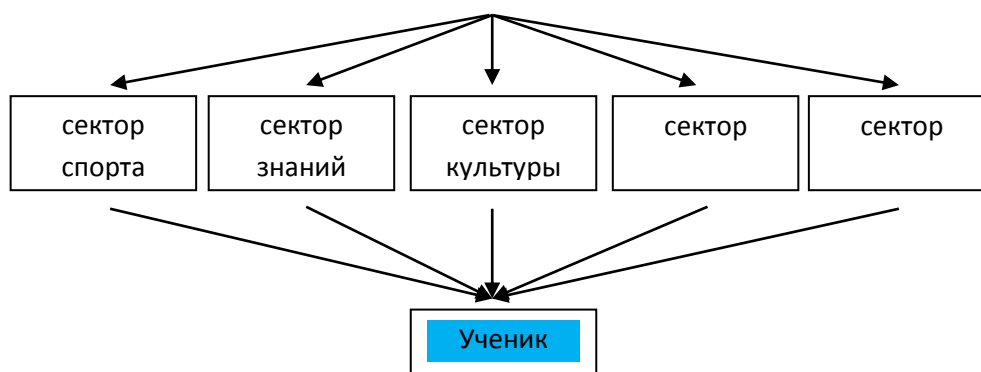 сектор
спорта
сектор
знаний
сектор
культуры
сектор
сектор
Ученик